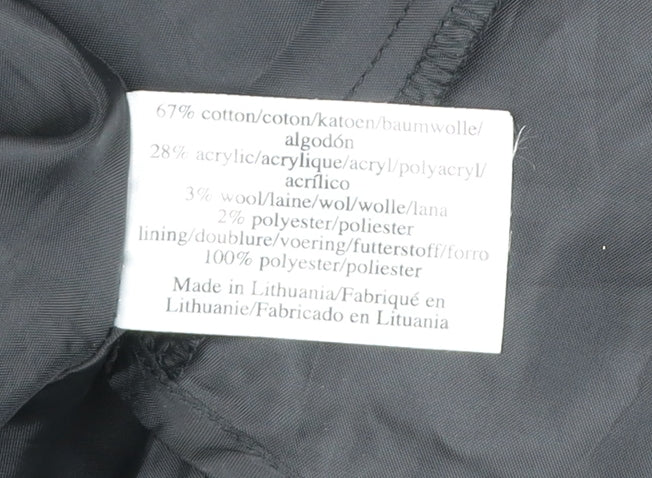 67% cotton/coton/katoen/baumwolle/
algodón
28% acrylic/acrylique/acryl/polyacryl/
acrílico
3% wool/laine/wol/wolle/lana
2% polyester/poliester
lining/doublure/voering/futterstoff/forro
100% polyester/poliester
Made in Lithuania/Fabriqué en
Lithuanie/Fabricado en Lituania